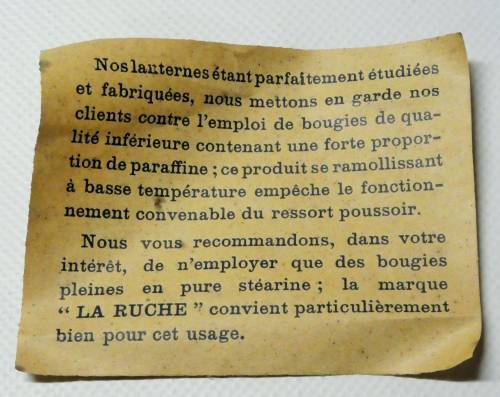 Nos lanternes étant parfaitement étudiées
et fabriquées, nous mettons en garde nos
clients contre l'emploi de bougies de qua-
lité inférieure contenant une forte propor-
tion de paraffine ; ce produit se ramollissant
à basse température empêche le fonction-
nement convenable du ressort poussoir.
Nous vous recommandons, dans votre
intérêt, de n'employer que des bougies
pleines en pure stéarine ; la marque
“ LA RUCHE ” convient particulièrement
bien pour cet usage.